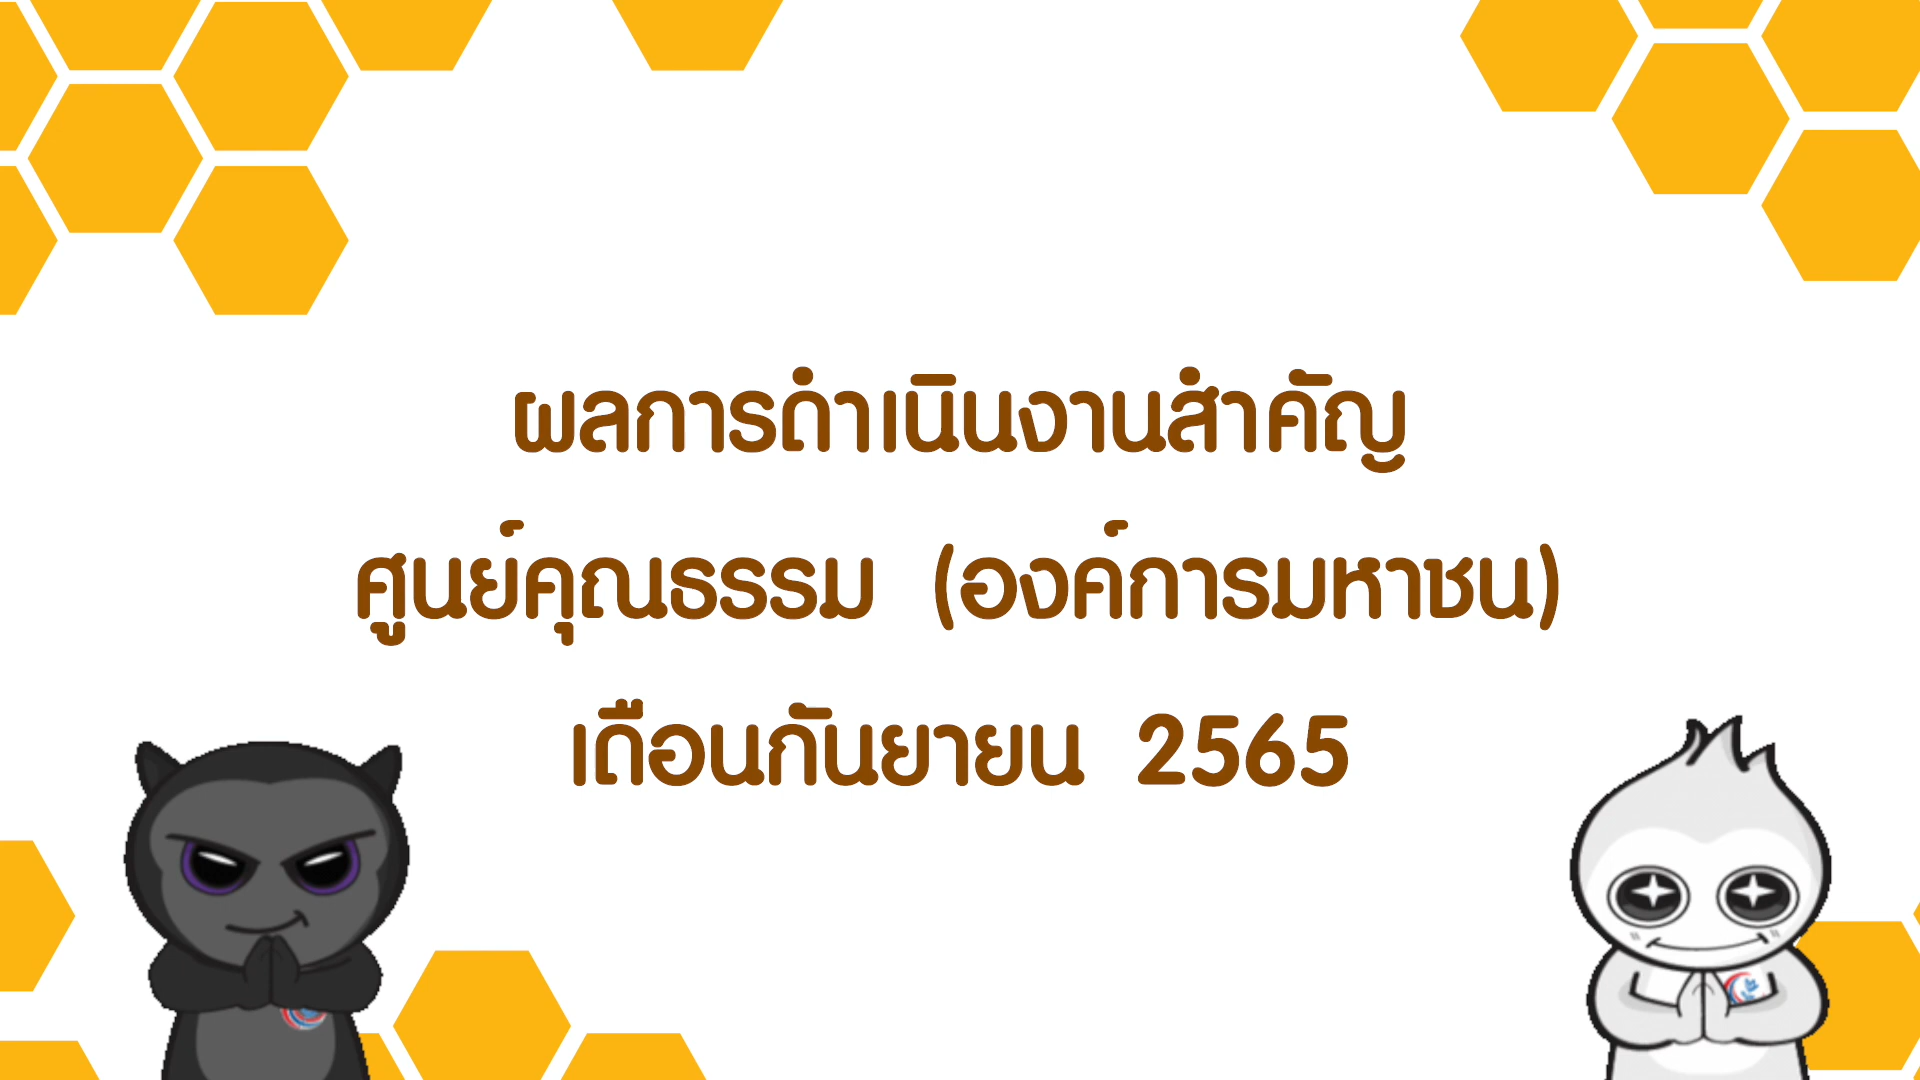 ผลการดำเนินงานสำคัญ
ศูนย์คุณธรรม (องค์การมหาชน)
เดือนกันยายน 2565